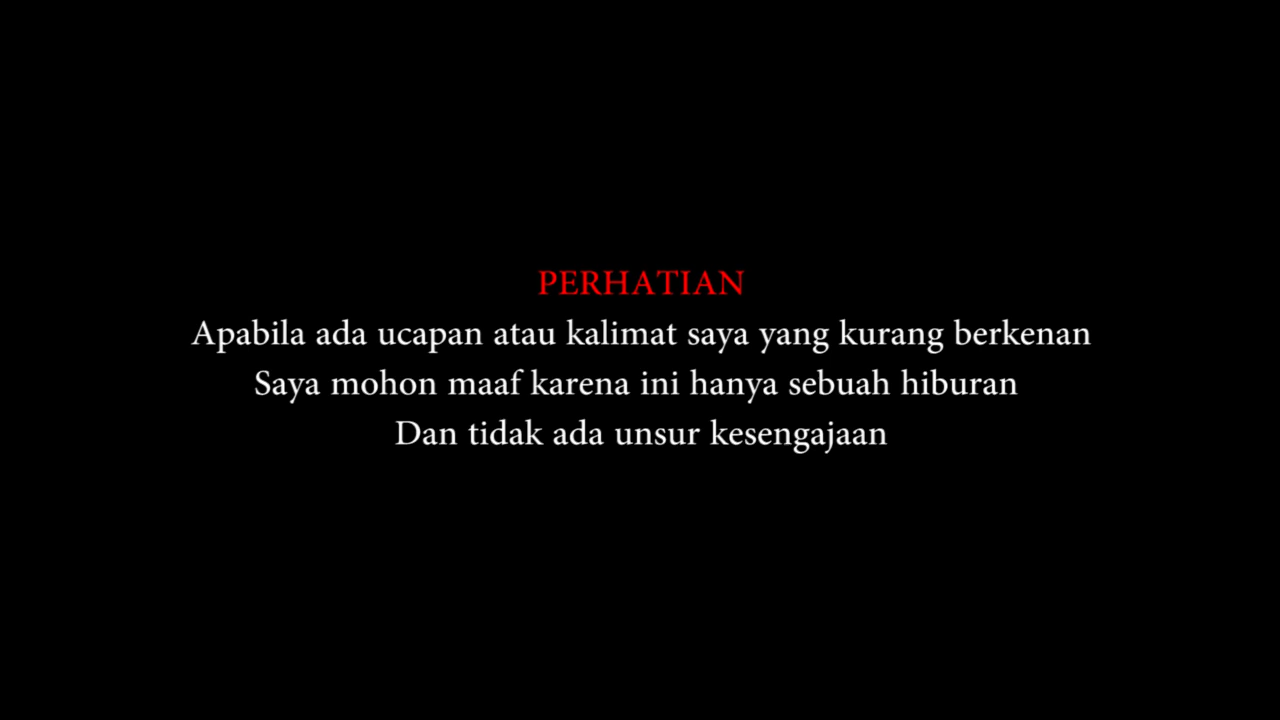 PERHATIAN
Apabila ada ucapan atau kalimat saya yang kurang berkenan
Saya mohon maaf karena ini hanya sebuah hiburan
Dan tidak ada unsur kesengajaan